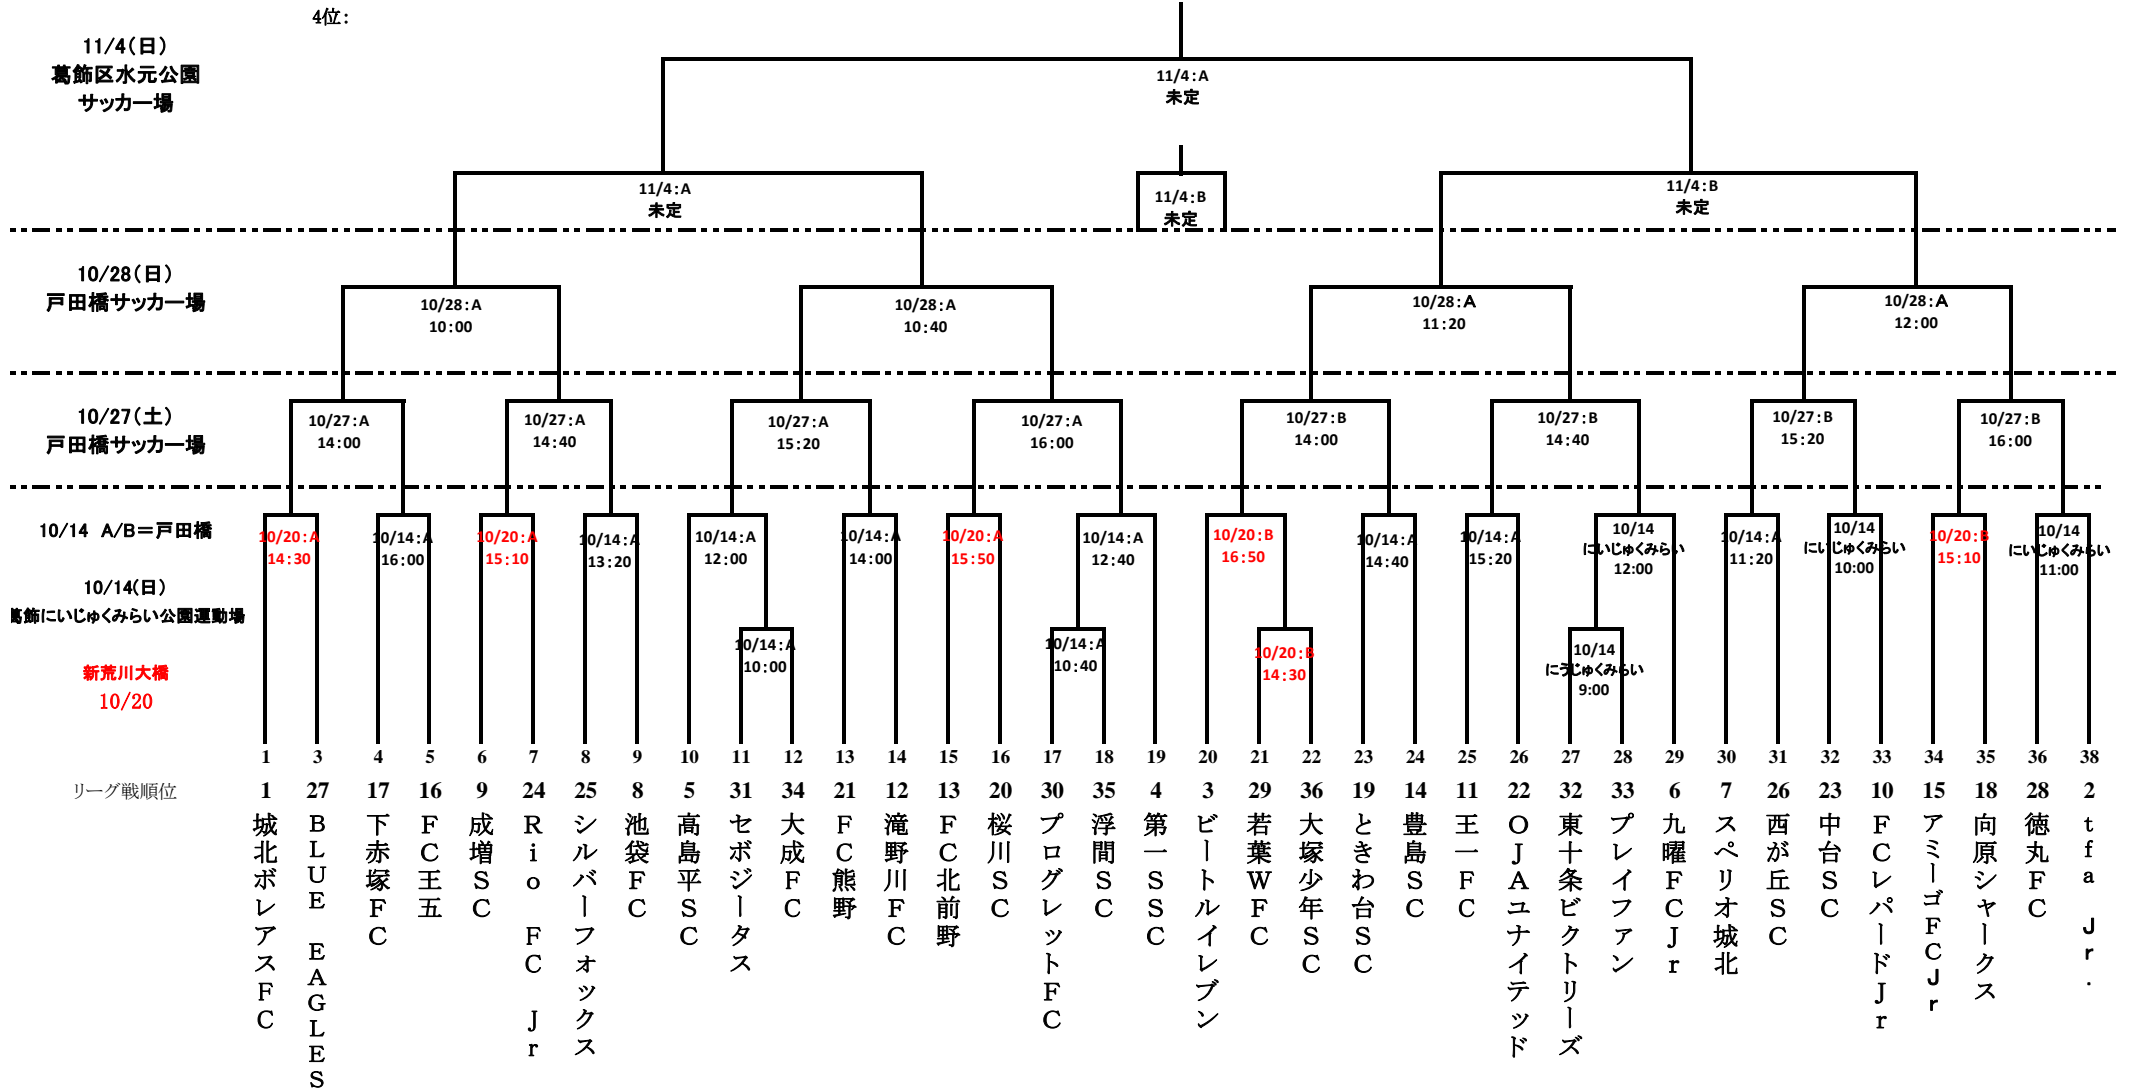 4位:
11/4(日)
葛飾区水元公園
サッカー場
11/4:A
未定
11/4:A
未定
11/4:B
未定
11/4:B
未定
10/28(日)
戸田橋サッカー場
10/28:A
10:00
10/28:A
10:40
10/28:A
11:20
10/28:A
12:00
10/27(土)
戸田橋サッカー場
10/27:A
14:00
10/27:A
14:40
10/27:A
15:20
10/27:A
16:00
10/27:B
14:00
10/27:B
14:40
10/27:B
15:20
10/27:B
16:00
10/14 A/B=戸田橋
10/14(日)
葛飾にいじゅくみらい公園運動場
新荒川大橋
10/20
10/20:A
14:30
10/14:A
16:00
10/20:A
15:10
10/14:A
13:20
10/14:A
12:00
10/14:A
14:00
10/20:A
15:50
10/14:A
12:40
10/20:B
16:50
10/14:A
14:40
10/14:A
15:20
10/14
にいじゅくみらい
12:00
10/14:A
11:20
10/14
にいじゅくみらい
10:00
10/20:B
15:10
10/14
にいじゅくみらい
11:00
10/14:A
10:00
10/14:A
10:40
10/20:B
14:30
10/14
にうじゅくみらい
9:00
1 3 4 5 6 7 8 9 10 11 12 13 14 15 16 17 18 19 20 21 22 23 24 25 26 27 28 29 30 31 32 33 34 35 36 38
リーグ戦順位 1 27 17 16 9 24 25 8 5 31 34 21 12 13 20 30 35 4 3 29 36 19 14 11 22 32 33 6 7 26 23 10 15 18 28 2
城北ボレアスFC
BLUE EAGLES
下赤塚FC
FC王五
成増SC
Rio FC Jr
シルバーフォックス
池袋FC
高島平SC
セボジータス
大成FC
FC熊野
滝野川FC
FC北前野
桜川SC
プログレットFC
浮間SC
第一SSC
ビートルイレブン
若葉WFC
大塚少年SC
ときわ台SC
豊島SC
王一FC
OJAユナイテッド
東十条ビクトリーズ
プレイファン
九曜FCJr
スペリオ城北
西が丘SC
中台SC
FCレパードJr
アミーゴFCJr
向原シャークス
徳丸FC
tfa Jr.